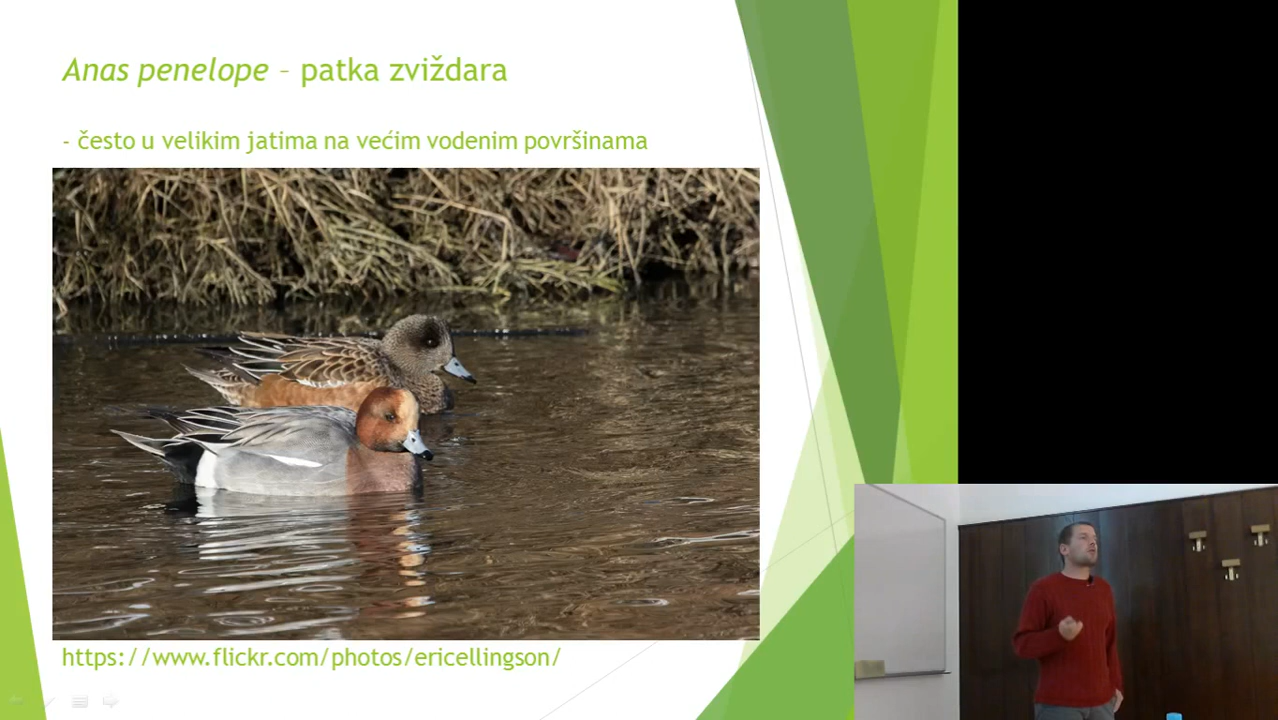 Anas penelope – patka zviždara
- često u velikim jatima na većim vodenim površinama
https://www.flickr.com/photos/ericellingson/